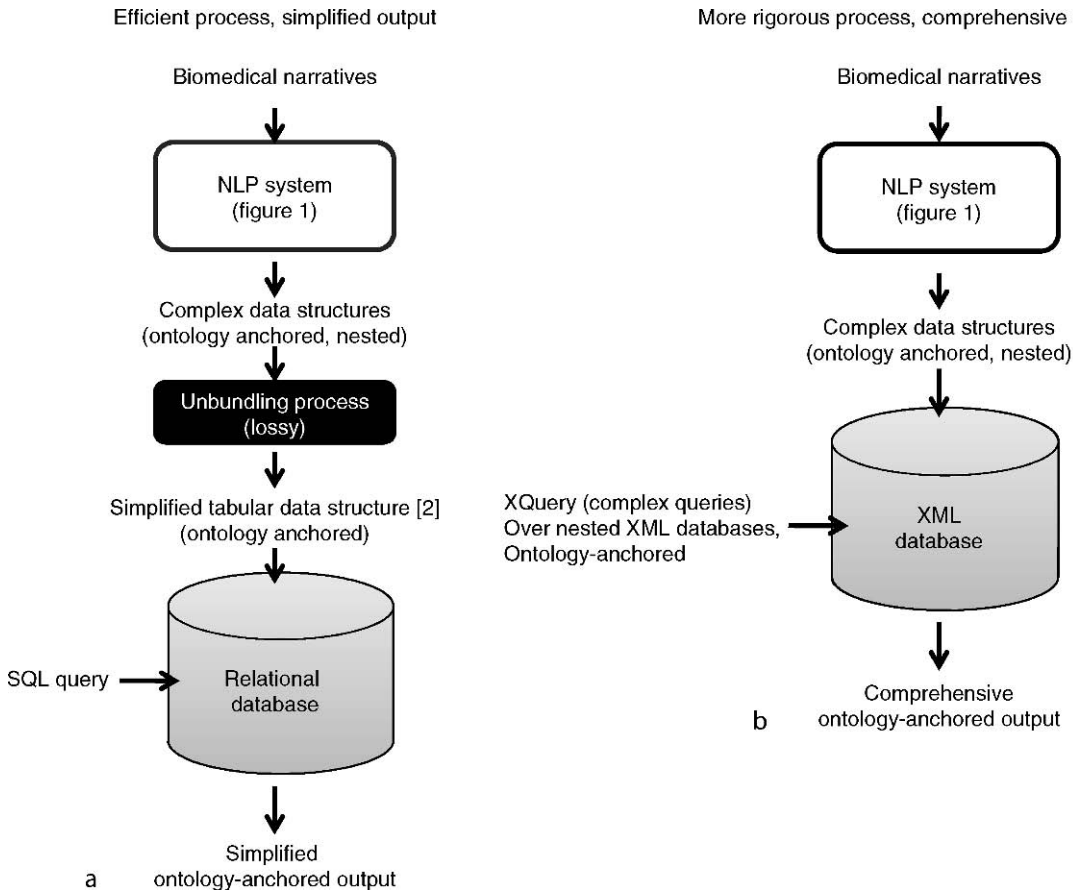 Efficient process, simplified output
Biomedical narratives
NLP system
(figure 1)
Complex data structures
(ontology anchored, nested)
Unbundling process
(lossy)
Simplified tabular data structure [2]
(ontology anchored)
SQL query
Relational
database
Simplified
ontology-anchored output
a
More rigorous process, comprehensive
Biomedical narratives
NLP system
(figure 1)
Complex data structures
(ontology anchored, nested)
XQuery (complex queries)
Over nested XML databases,
Ontology-anchored
XML
database
Comprehensive
ontology-anchored output
b